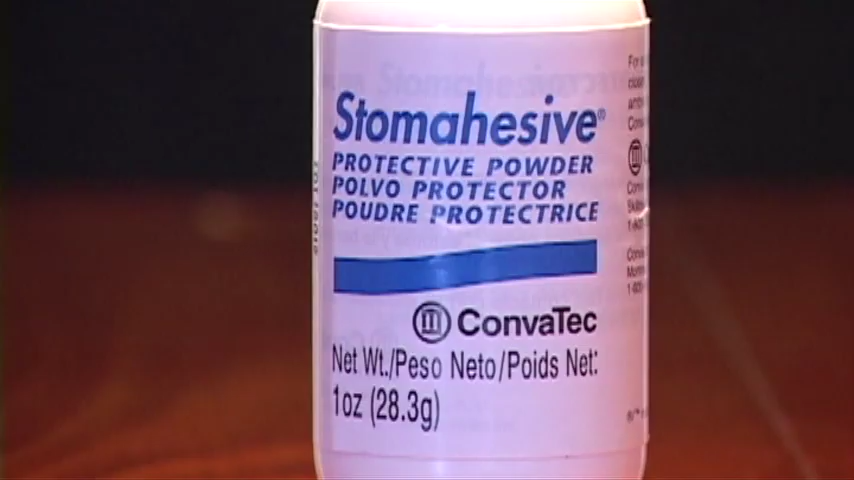 Stomahesive®
PROTECTIVE POWDER
POLVO PROTECTOR
POUDRE PROTECTRICE
ConvaTec
Net Wt./Peso Neto/Poids Net:
1oz (28.3g)